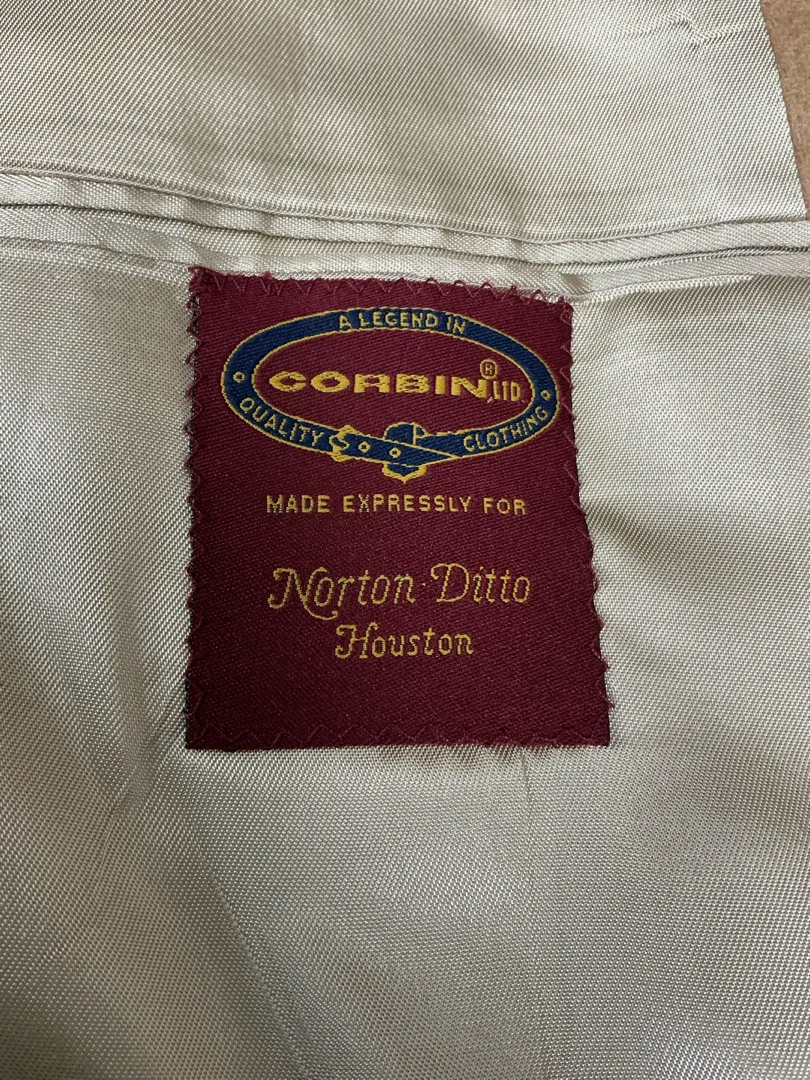 A LEGEND IN
CORBIN, LTD.®
QUALITY CLOTHING
MADE EXPRESSLY FOR
Norton·Ditto
Houston